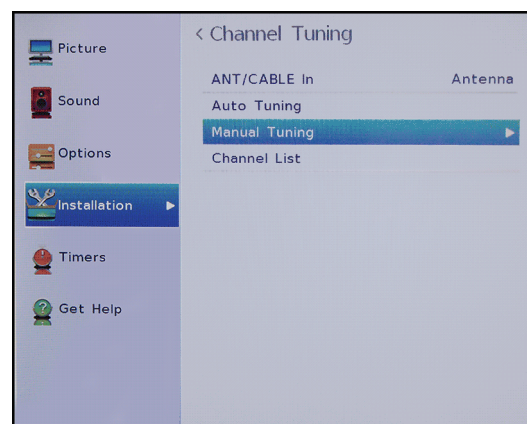 Picture
Sound
Options
Installation
Timers
Get Help
< Channel Tuning
ANT/CABLE In Antenna
Auto Tuning
Manual Tuning
Channel List